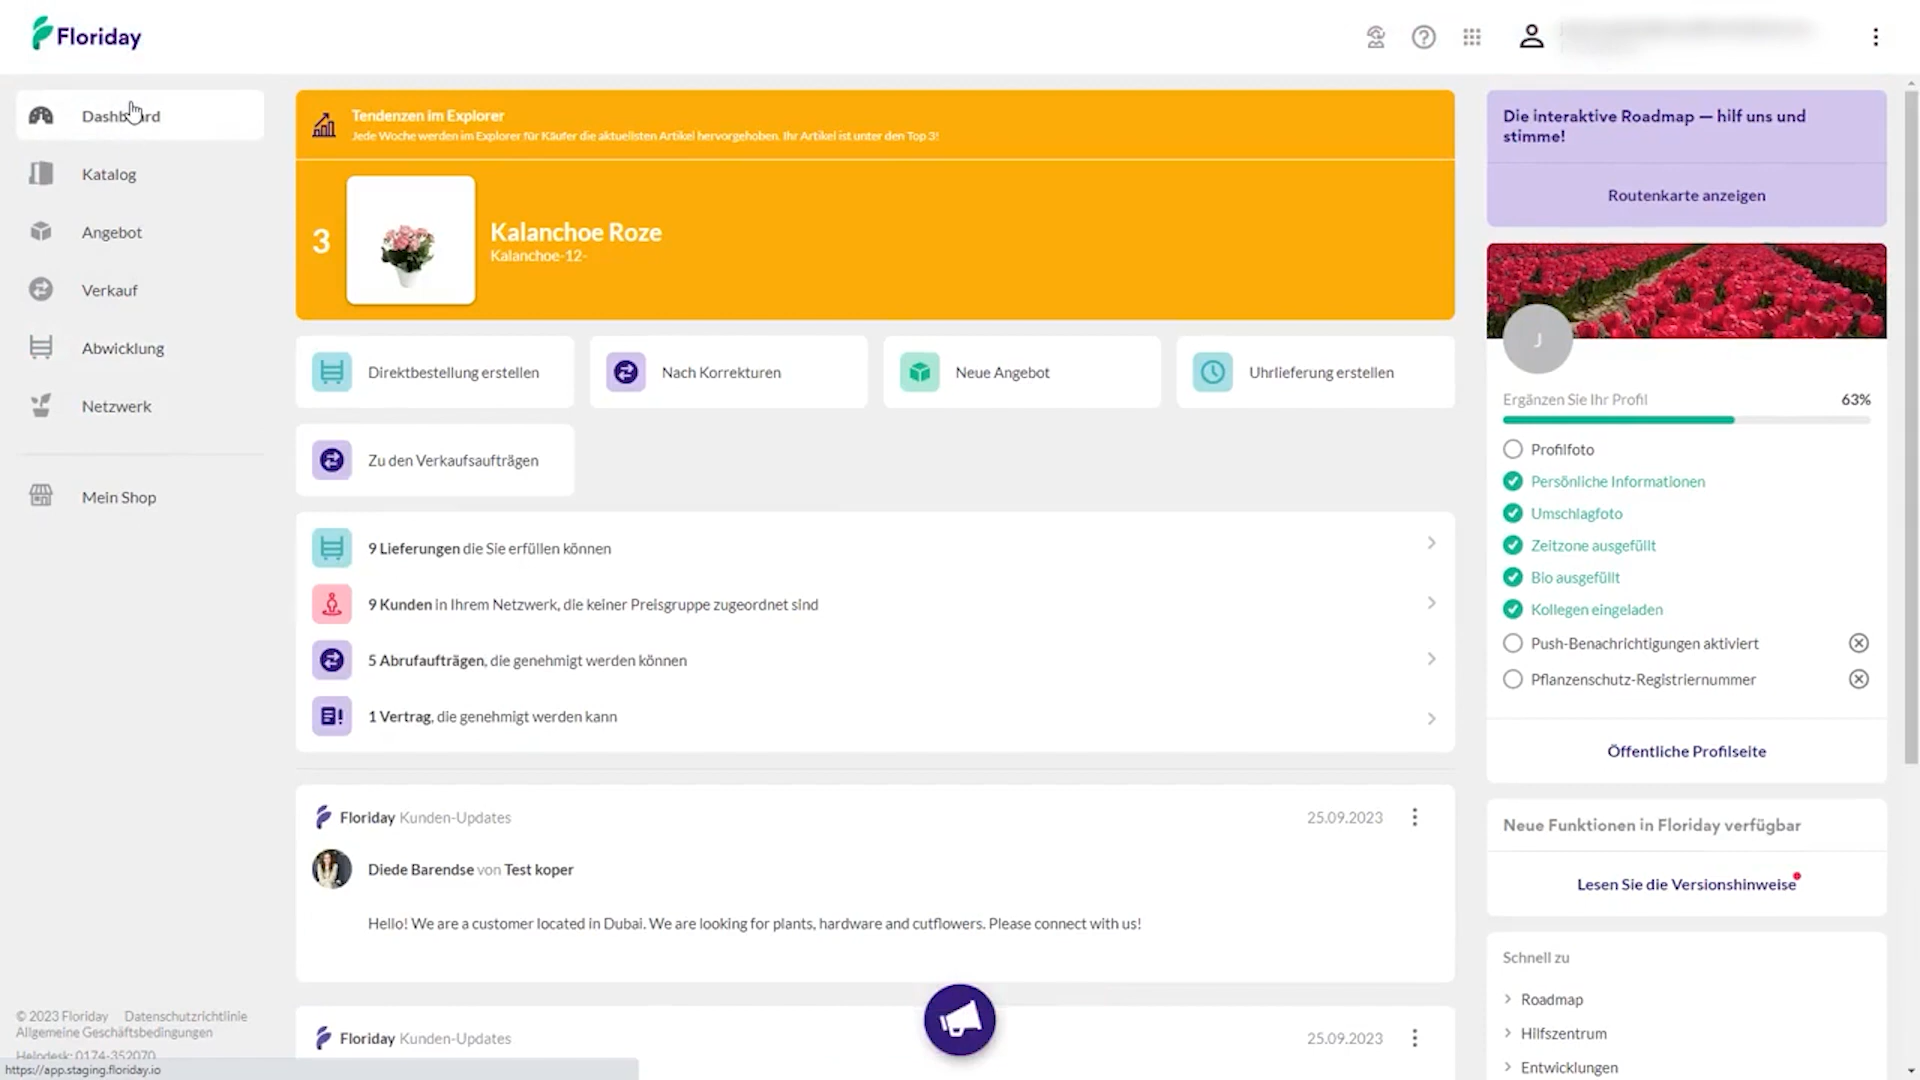 Floriday
Dashboard
Katalog
Angebot
Verkauf
Abwicklung
Netzwerk
Mein Shop
© 2023 Floriday Datenschutzrichtlinie
Allgemeine Geschäftsbedingungen
Helpdesk: 0174-352070
https://app.staging.floriday.io
Tendenzen im Explorer
Jede Woche werden im Explorer für Käufer die aktuellsten Artikel hervorgehoben. Ihr Artikel ist unter den Top 3!
3
Kalanchoe Roze
Kalanchoe-12-
Direktbestellung erstellen
Nach Korrekturen
Neue Angebot
Uhrlieferung erstellen
Zu den Verkaufsaufträgen
9 Lieferungen die Sie erfüllen können
9 Kunden in Ihrem Netzwerk, die keiner Preisgruppe zugeordnet sind
5 Abrufaufträgen, die genehmigt werden können
1 Vertrag, die genehmigt werden kann
Floriday Kunden-Updates 25.09.2023
Diede Barendse von Test koper
Hello! We are a customer located in Dubai. We are looking for plants, hardware and cutflowers. Please connect with us!
Floriday Kunden-Updates 25.09.2023
Die interaktive Roadmap — hilf uns und
stimme!
Routenkarte anzeigen
J
Ergänzen Sie Ihr Profil 63%
Profilfoto
Persönliche Informationen
Umschlagfoto
Zeitzone ausgefüllt
Bio ausgefüllt
Kollegen eingeladen
Push-Benachrichtigungen aktiviert
Pflanzenschutz-Registriernummer
Öffentliche Profilseite
Neue Funktionen in Floriday verfügbar
Lesen Sie die Versionshinweise
Schnell zu
Roadmap
Hilfszentrum
Entwicklungen